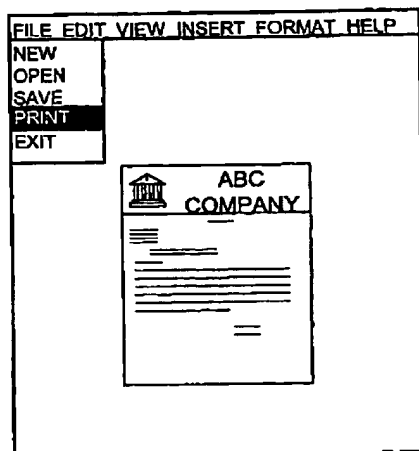 FILE EDIT VIEW INSERT FORMAT HELP
NEW
OPEN
SAVE
PRINT
EXIT
ABC
COMPANY